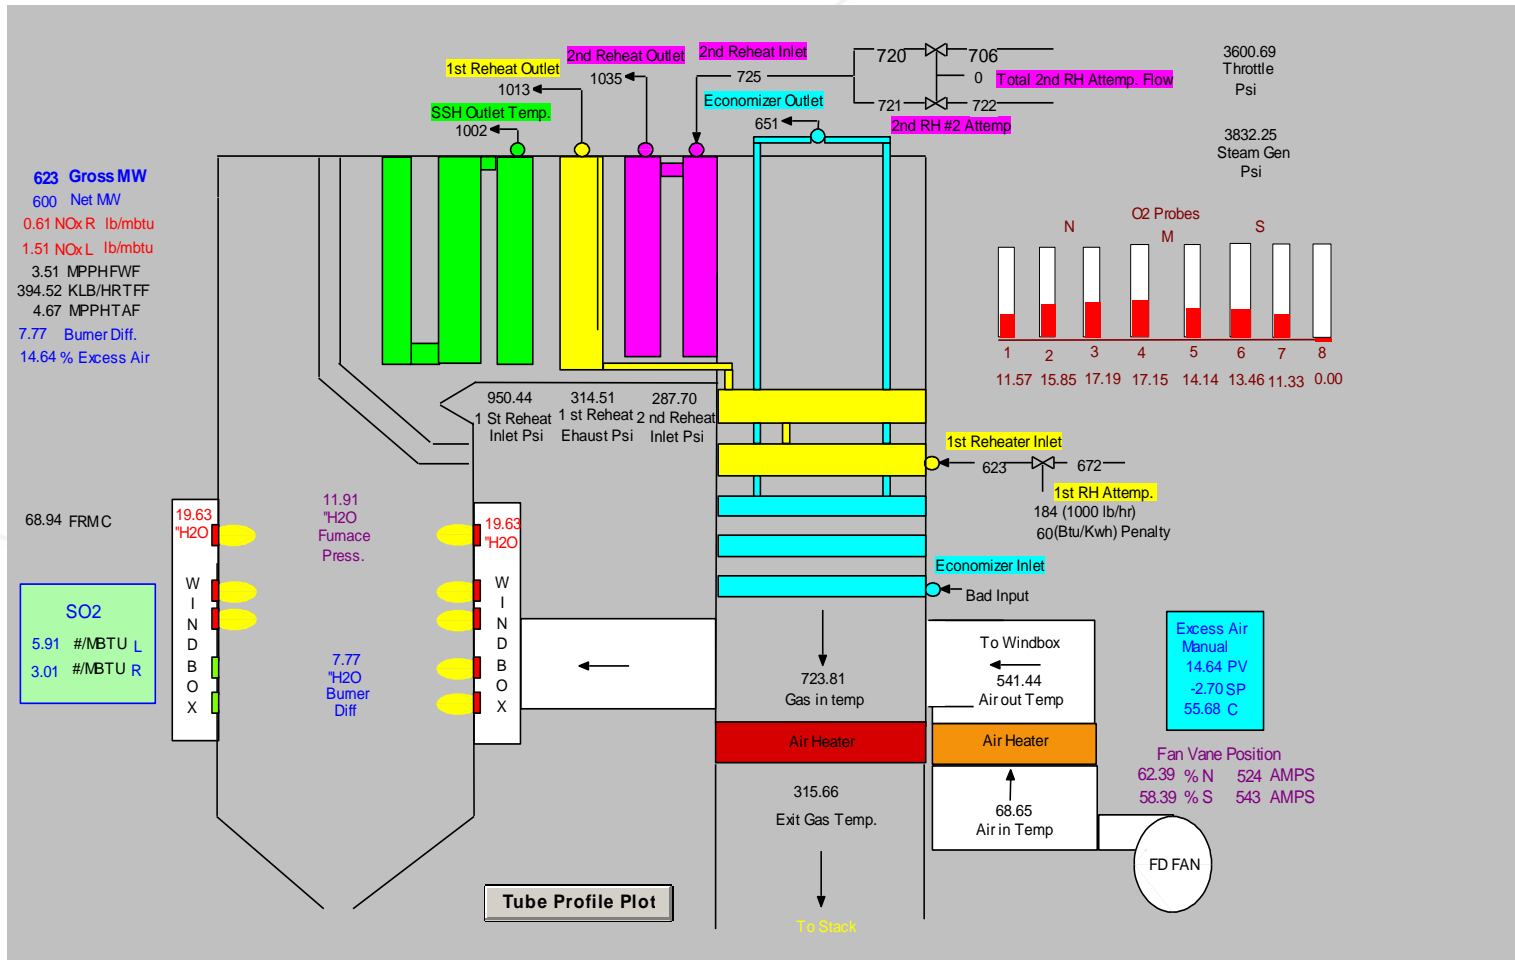 2nd Reheat Outlet
2nd Reheat Inlet
720
706
3600.69
Throttle
Psi
1st Reheat Outlet
1035
725
0
Total 2nd RH Attemp. Flow
1013
Economizer Outlet
721
722
SSH Outlet Temp.
651
2nd RH #2 Attemp
1002
3832.25
Steam Gen
Psi
623 Gross MW
600 Net MW
0.61 NOx R lb/mbtu
1.51 NOx L lb/mbtu
3.51 MPPHFWF
394.52 KLB/HRTFF
4.67 MPPHTAF
7.77 Burner Diff.
14.64 % Excess Air
O2 Probes
N M S
1 2 3 4 5 6 7 8
11.57 15.85 17.19 17.15 14.14 13.46 11.33 0.00
950.44
1 St Reheat
Inlet Psi
314.51
1 st Reheat
Ehaust Psi
287.70
2 nd Reheat
Inlet Psi
1st Reheater Inlet
623
672
1st RH Attemp.
184 (1000 lb/hr)
60(Btu/Kwh) Penalty
68.94 FRMC
19.63
"H2O
11.91
"H2O
Furnace
Press.
19.63
"H2O
WINDBOX
WINDBOX
Economizer Inlet
Bad Input
SO2
5.91 #/MBTU L
3.01 #/MBTU R
7.77
"H2O
Burner
Diff
723.81
Gas in temp
To Windbox
541.44
Air out Temp
Excess Air
Manual
14.64 PV
-2.70 SP
55.68 C
Air Heater
Air Heater
Fan Vane Position
62.39 % N 524 AMPS
58.39 % S 543 AMPS
315.66
Exit Gas Temp.
68.65
Air in Temp
FD FAN
Tube Profile Plot
To Stack